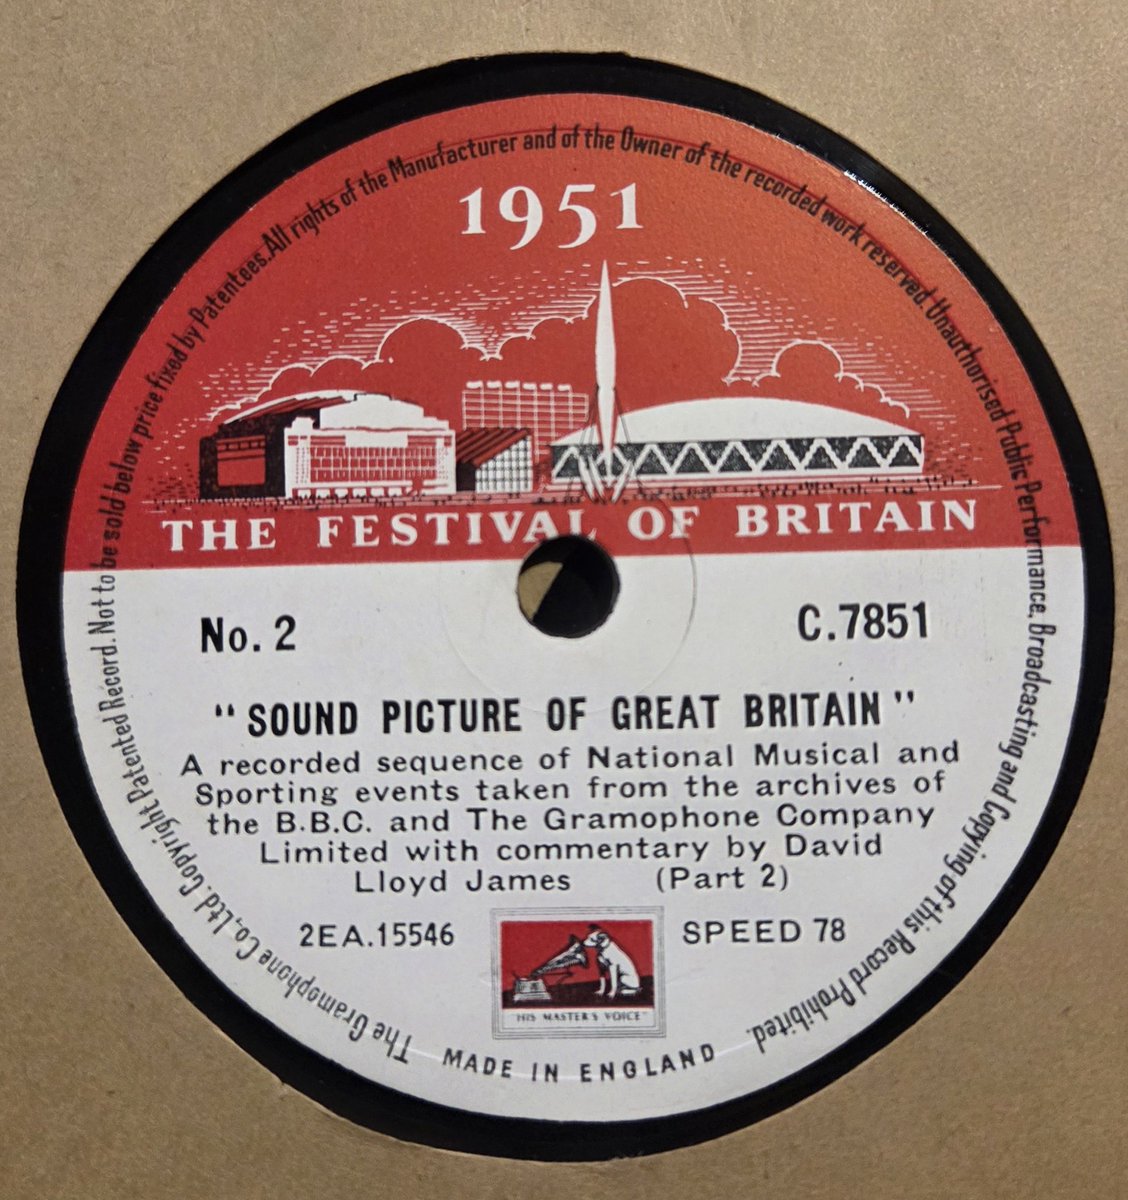 The Gramophone Co., Ltd. Copyright Patented Record. Not to be sold below price fixed by Patentees. All rights of the Manufacturer and of the Owner of the recorded work reserved. Unauthorised Public Performance, Broadcasting and Copying of this Record Prohibited.
1951
THE FESTIVAL OF BRITAIN
No. 2
C.7851
"SOUND PICTURE OF GREAT BRITAIN"
A recorded sequence of National Musical and
Sporting events taken from the archives of
the B.B.C. and The Gramophone Company
Limited with commentary by David
Lloyd James (Part 2)
2EA.15546
SPEED 78
"HIS MASTER'S VOICE"
MADE IN ENGLAND